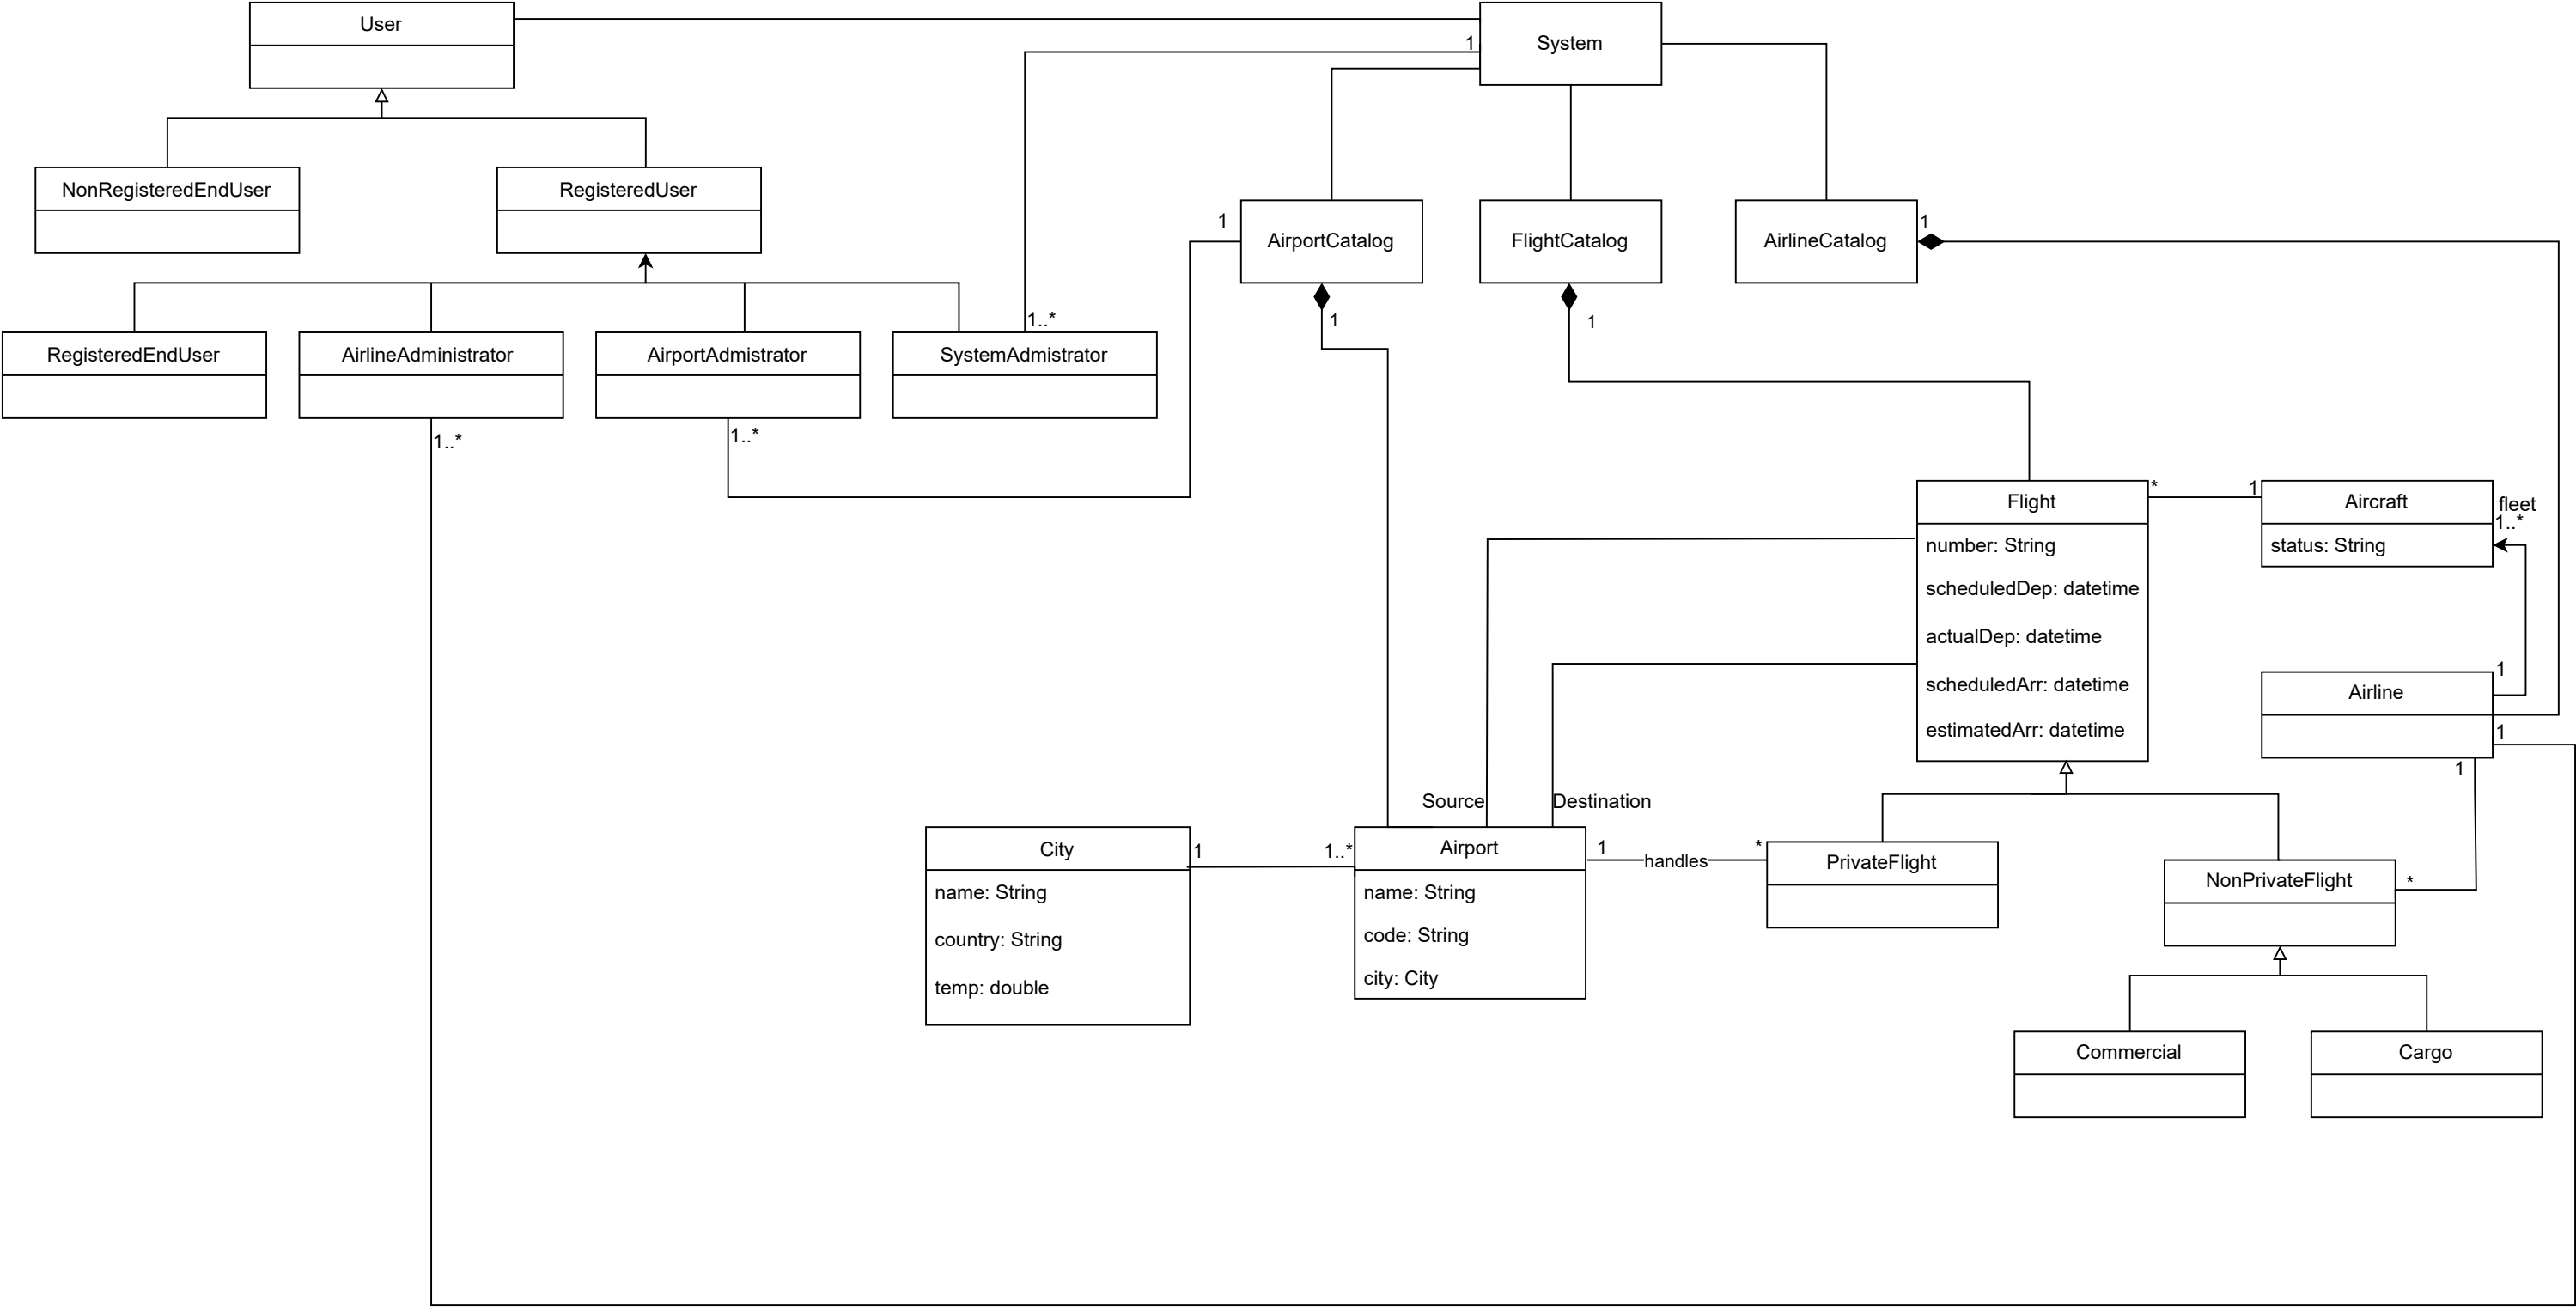 User
System
1
NonRegisteredEndUser
RegisteredUser
1
AirportCatalog
FlightCatalog
AirlineCatalog
1
1..*
1
1
RegisteredEndUser
AirlineAdministrator
AirportAdmistrator
SystemAdmistrator
1..*
1..*
Flight
*
1
Aircraft
fleet
1..*
number: String
status: String
scheduledDep: datetime
actualDep: datetime
scheduledArr: datetime
estimatedArr: datetime
1
Airline
1
1
Source
Destination
City
1
1..*
Airport
1
handles
*
PrivateFlight
NonPrivateFlight
*
name: String
country: String
temp: double
name: String
code: String
city: City
Commercial
Cargo